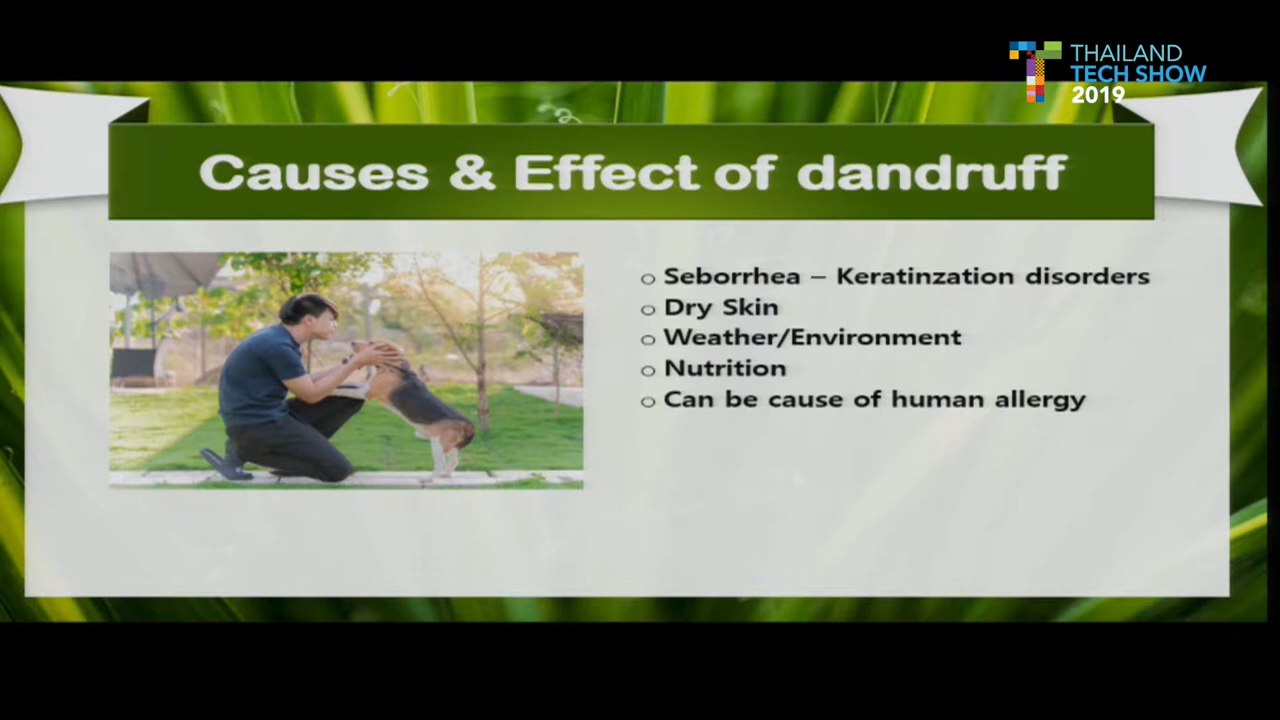 THAILAND
TECH SHOW
2019
Causes & Effect of dandruff
Seborrhea – Keratinzation disorders
Dry Skin
Weather/Environment
Nutrition
Can be cause of human allergy